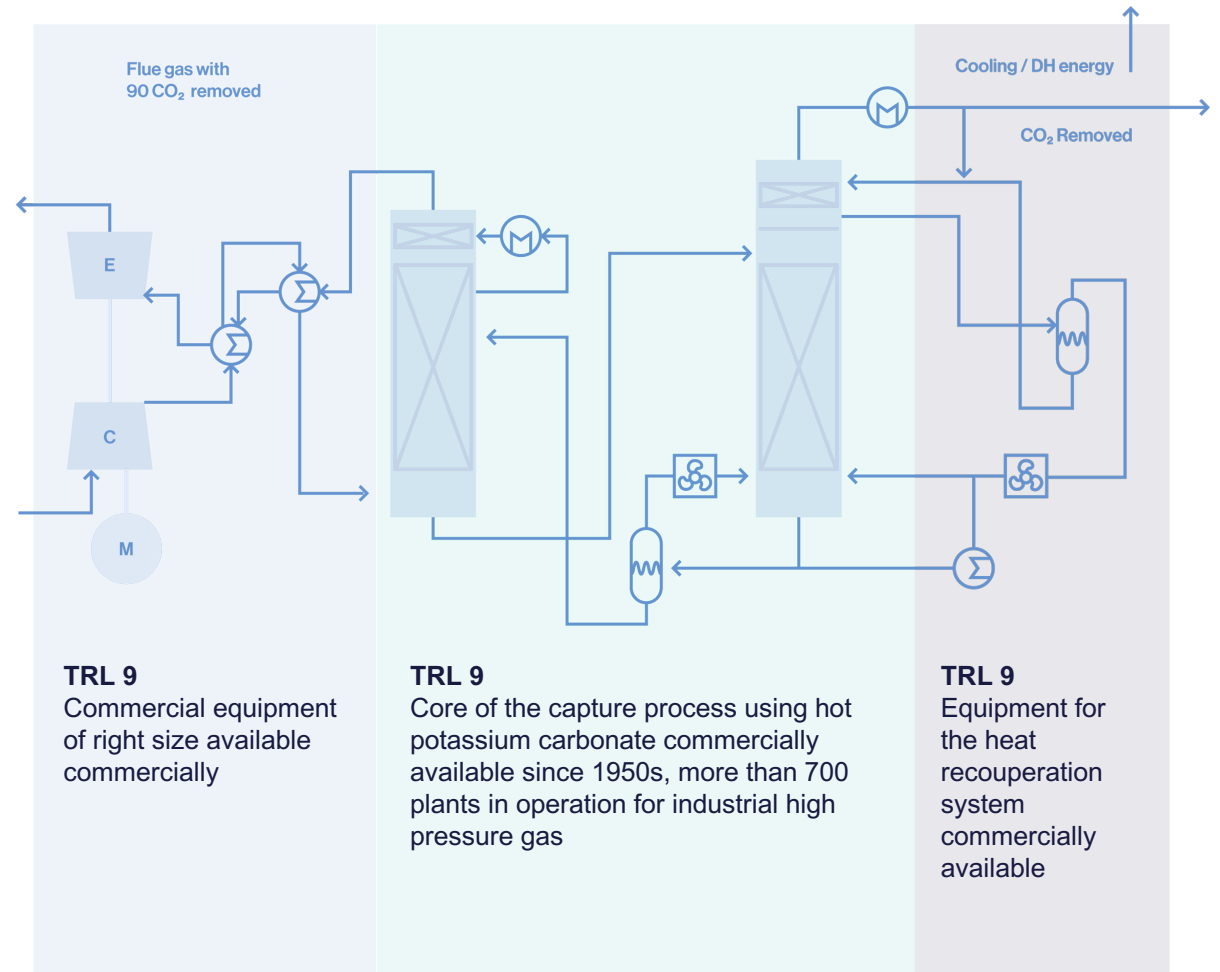 Flue gas with
90 CO₂ removed
Cooling / DH energy
CO₂ Removed
E
C
M
TRL 9
Commercial equipment
of right size available
commercially
TRL 9
Core of the capture process using hot
potassium carbonate commercially
available since 1950s, more than 700
plants in operation for industrial high
pressure gas
TRL 9
Equipment for
the heat
recouperation
system
commercially
available